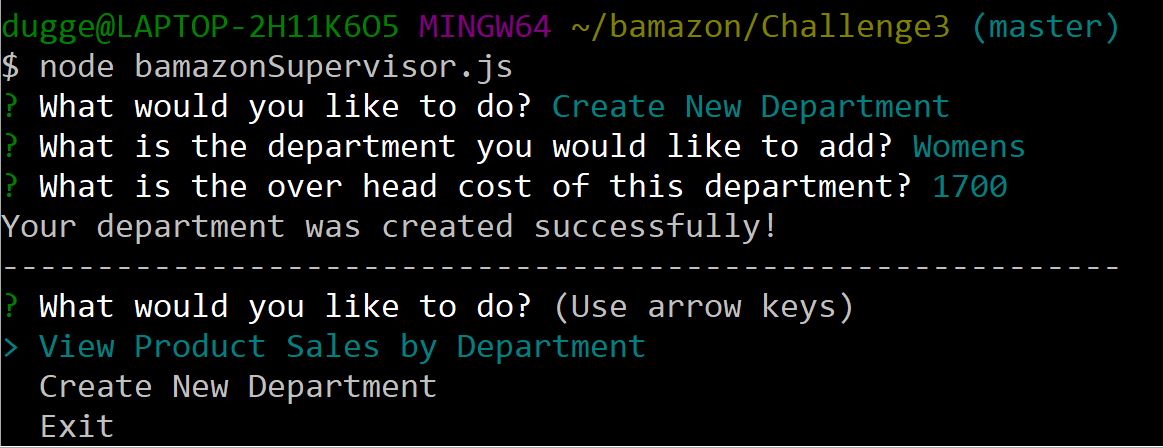 dugge@LAPTOP-2H11K6O5 MINGW64 ~/bamazon/Challenge3 (master)
$ node bamazonSupervisor.js
? What would you like to do? Create New Department
? What is the department you would like to add? Womens
? What is the over head cost of this department? 1700
Your department was created successfully!
-----------------------------------------------------------
? What would you like to do? (Use arrow keys)
> View Product Sales by Department
  Create New Department
  Exit